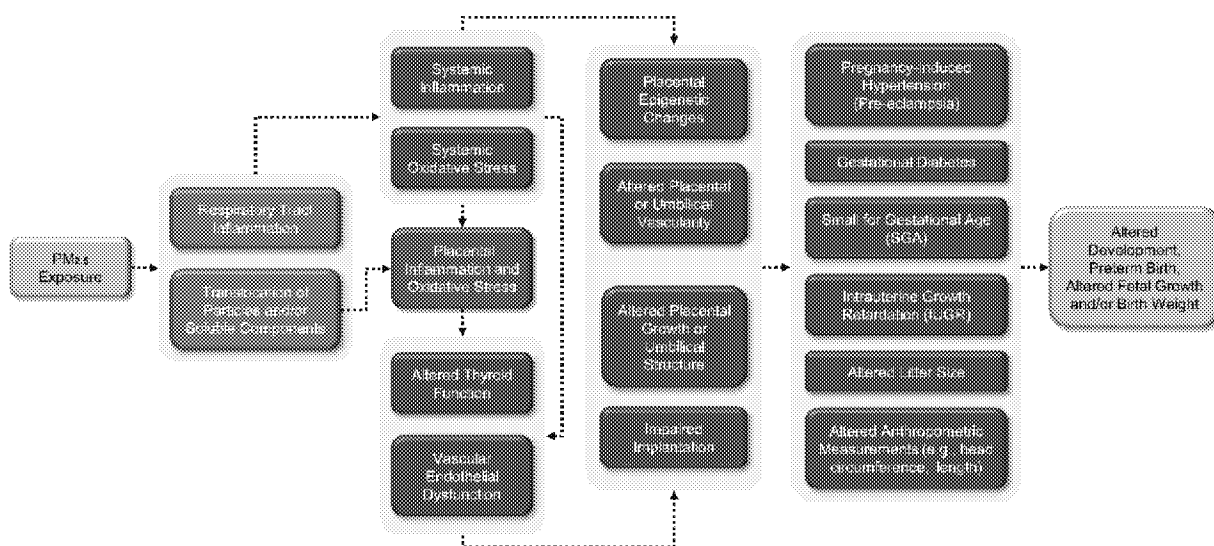 PM2.5
Exposure
Respiratory Tract
Inflammation
Translocation of
Particles and/or
Soluble Components
Systemic
Inflammation
Systemic
Oxidative Stress
Placental
Inflammation and
Oxidative Stress
Altered Thyroid
Function
Vascular
Endothelial
Dysfunction
Placental
Epigenetic
Changes
Altered Placental
or Umbilical
Vascularity
Altered Placental
Growth or
Umbilical
Structure
Impaired
Implantation
Pregnancy-induced
Hypertension
(Pre-eclampsia)
Gestational Diabetes
Small for Gestational Age
(SGA)
Intrauterine Growth
Retardation (IUGR)
Altered Litter Size
Altered Anthropometric
Measurements (e.g., head
circumference, length)
Altered
Development,
Preterm Birth,
Altered Fetal Growth
and/or Birth Weight